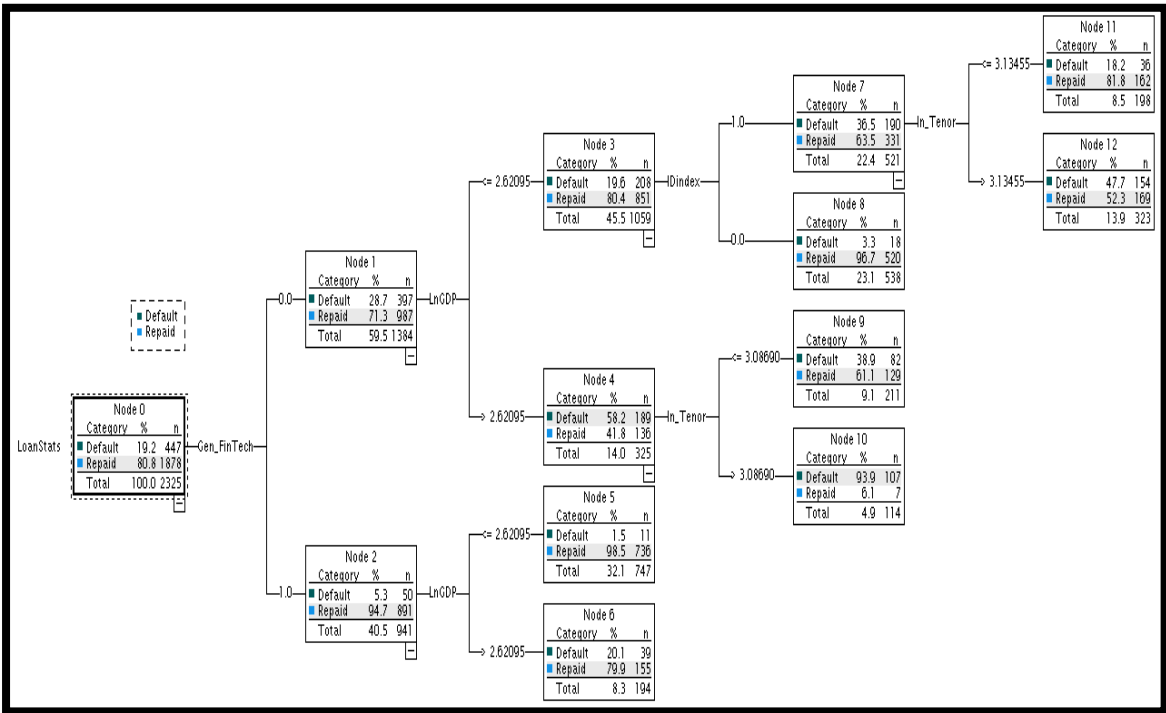 Default
Repaid
LoanStats
Node 0
Category % n
Default 19.2 447
Repaid 80.8 1878
Total 100.0 2325
Gen_FinTech
0.0
Node 1
Category % n
Default 28.7 397
Repaid 71.3 987
Total 59.5 1384
LnGDP
<= 2.62095
Node 3
Category % n
Default 19.6 208
Repaid 80.4 851
Total 45.5 1059
IDindex
1.0
Node 7
Category % n
Default 36.5 190
Repaid 63.5 331
Total 22.4 521
ln_Tenor
<= 3.13455
Node 11
Category % n
Default 18.2 36
Repaid 81.8 162
Total 8.5 198
> 3.13455
Node 12
Category % n
Default 47.7 154
Repaid 52.3 169
Total 13.9 323
0.0
Node 8
Category % n
Default 3.3 18
Repaid 96.7 520
Total 23.1 538
> 2.62095
Node 4
Category % n
Default 58.2 189
Repaid 41.8 136
Total 14.0 325
ln_Tenor
<= 3.08690
Node 9
Category % n
Default 38.9 82
Repaid 61.1 129
Total 9.1 211
> 3.08690
Node 10
Category % n
Default 93.9 107
Repaid 6.1 7
Total 4.9 114
1.0
Node 2
Category % n
Default 5.3 50
Repaid 94.7 891
Total 40.5 941
LnGDP
<= 2.62095
Node 5
Category % n
Default 1.5 11
Repaid 98.5 736
Total 32.1 747
> 2.62095
Node 6
Category % n
Default 20.1 39
Repaid 79.9 155
Total 8.3 194